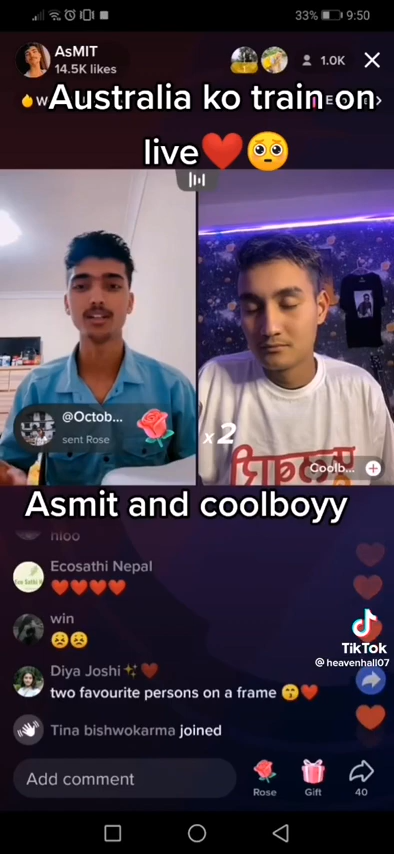 33% 9:50
AsMIT
14.5K likes
1.0K
Australia ko train on
live❤️🥺
@Octob...
sent Rose
x2
Coolb...
Asmit and coolboyy
hloo
Ecosathi Nepal
❤️❤️❤️❤️
win
😣😣
Diya Joshi✨❤️
two favourite persons on a frame 😙❤️
Tina bishwokarma joined
TikTok
@heavenhall07
Add comment
Rose
Gift
40